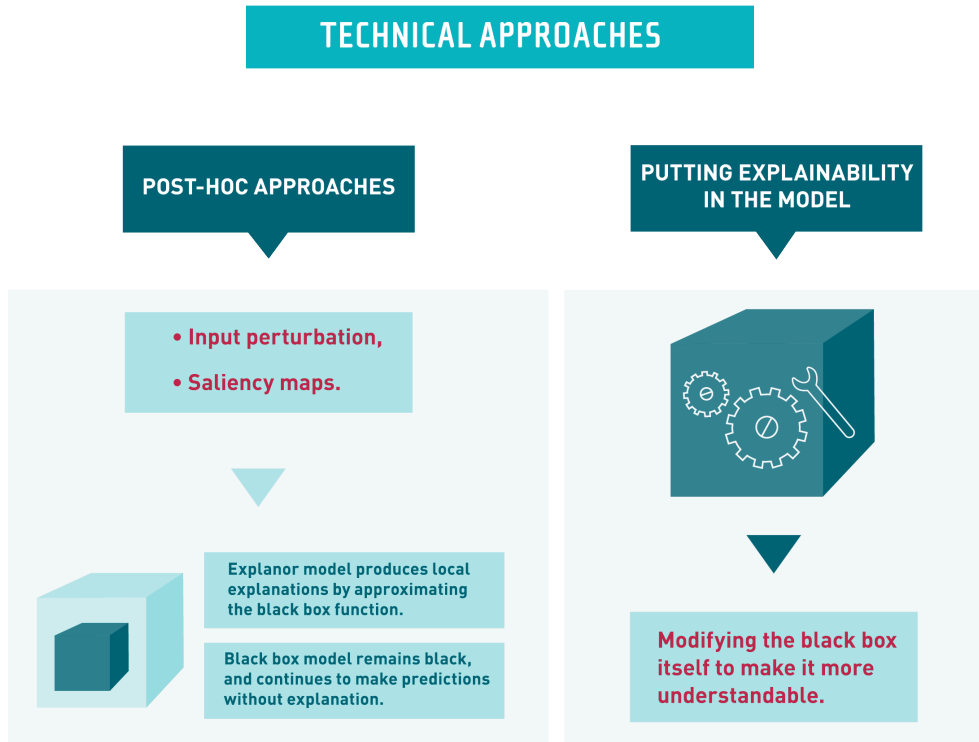 TECHNICAL APPROACHES
POST-HOC APPROACHES
• Input perturbation,
• Saliency maps.
Explanor model produces local
explanations by approximating
the black box function.
Black box model remains black,
and continues to make predictions
without explanation.
PUTTING EXPLAINABILITY
IN THE MODEL
Modifying the black box
itself to make it more
understandable.